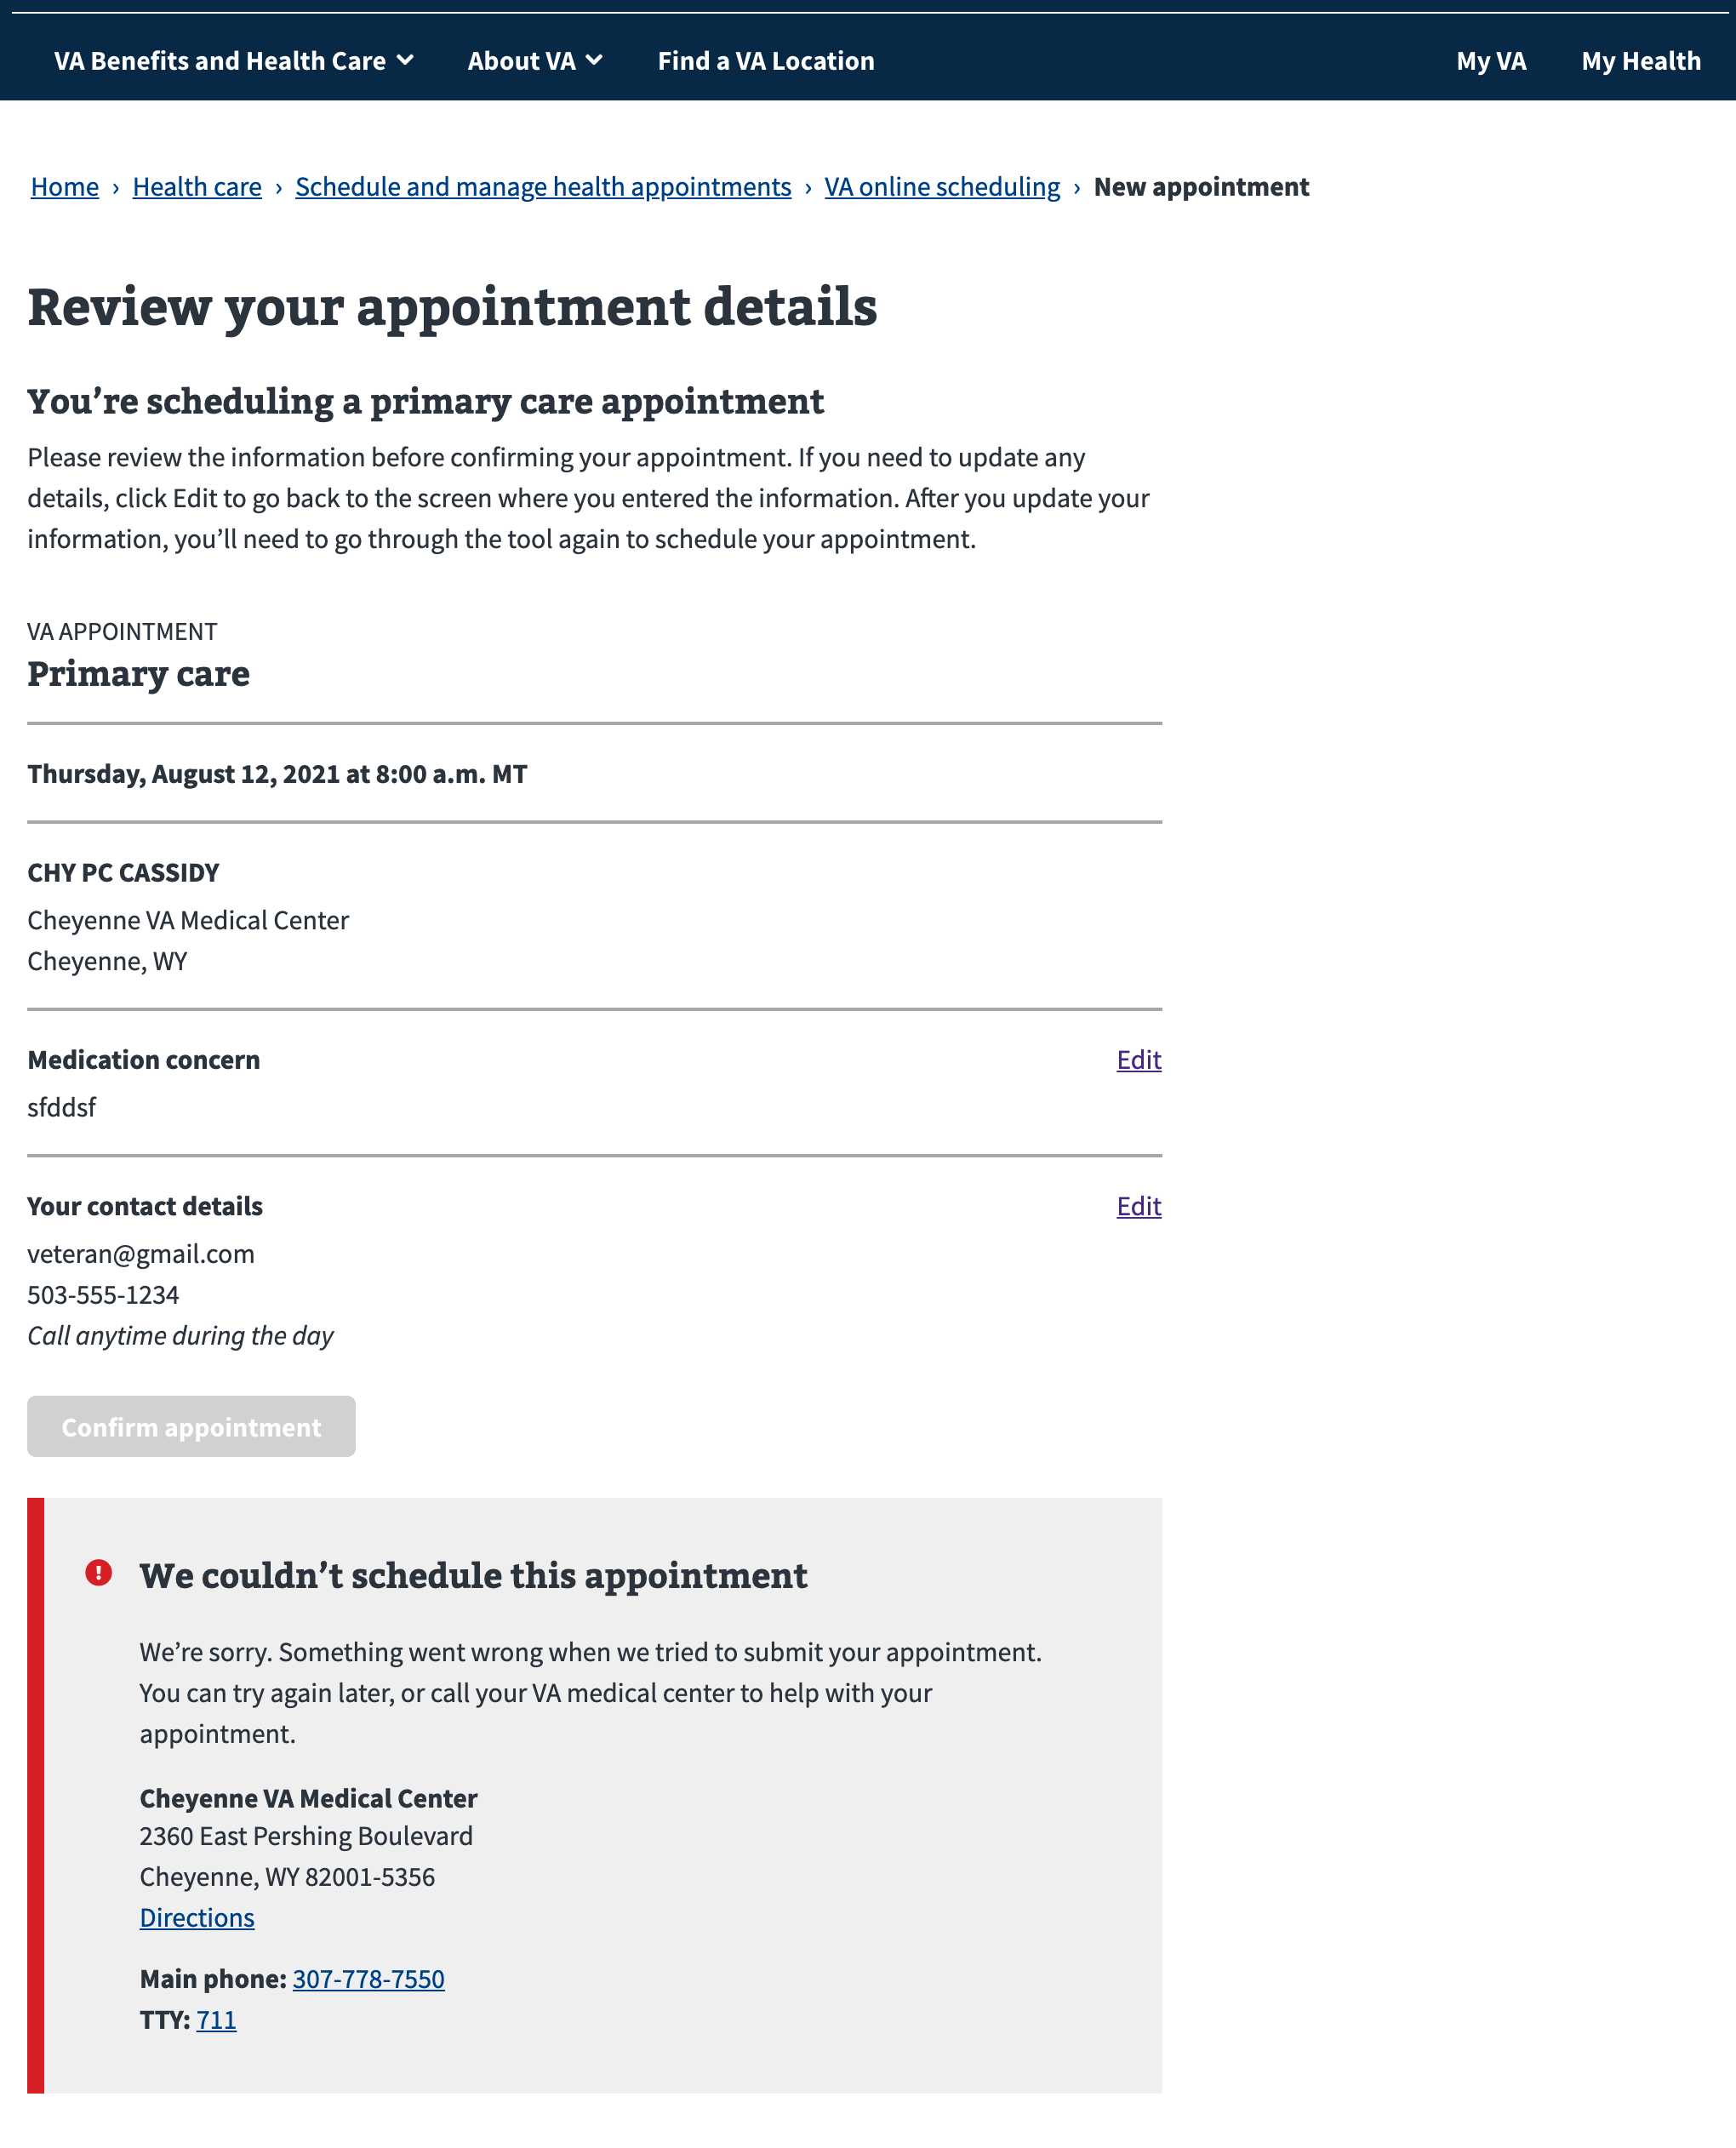 VA Benefits and Health Care About VA Find a VA Location My VA My Health
Home › Health care › Schedule and manage health appointments › VA online scheduling › New appointment
Review your appointment details
You’re scheduling a primary care appointment
Please review the information before confirming your appointment. If you need to update any
details, click Edit to go back to the screen where you entered the information. After you update your
information, you’ll need to go through the tool again to schedule your appointment.
VA APPOINTMENT
Primary care
Thursday, August 12, 2021 at 8:00 a.m. MT
CHY PC CASSIDY
Cheyenne VA Medical Center
Cheyenne, WY
Medication concern Edit
sfddsf
Your contact details Edit
veteran@gmail.com
503-555-1234
Call anytime during the day
Confirm appointment
We couldn’t schedule this appointment
We’re sorry. Something went wrong when we tried to submit your appointment.
You can try again later, or call your VA medical center to help with your
appointment.
Cheyenne VA Medical Center
2360 East Pershing Boulevard
Cheyenne, WY 82001-5356
Directions
Main phone: 307-778-7550
TTY: 711